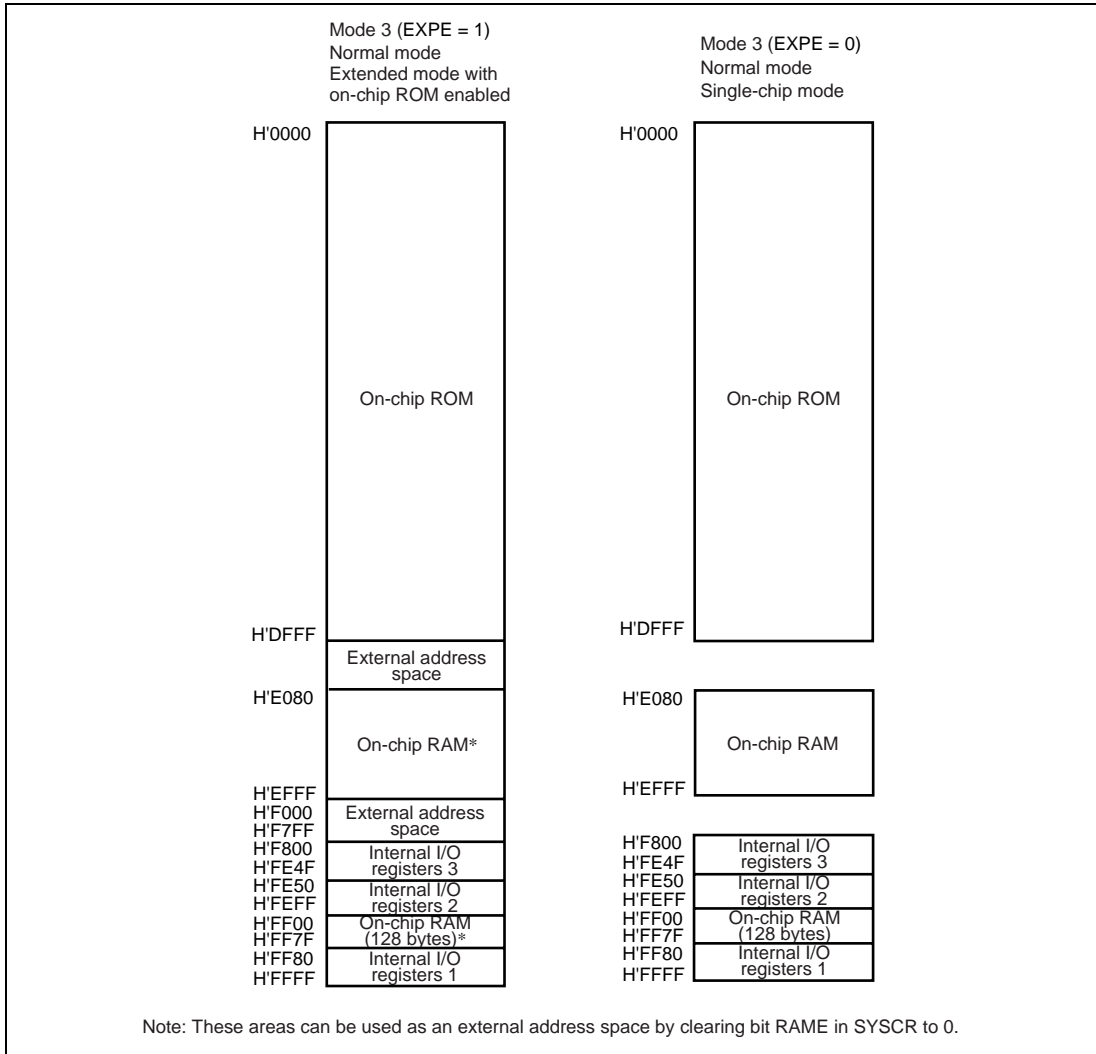 Mode 3 (EXPE = 1)
Normal mode
Extended mode with
on-chip ROM enabled
H'0000
On-chip ROM
H'DFFF
External address
space
H'E080
On-chip RAM*
H'EFFF
H'F000
External address
space
H'F7FF
H'F800
Internal I/O
registers 3
H'FE4F
H'FE50
Internal I/O
registers 2
H'FEFF
H'FF00
On-chip RAM
(128 bytes)*
H'FF7F
H'FF80
Internal I/O
registers 1
H'FFFF
Mode 3 (EXPE = 0)
Normal mode
Single-chip mode
H'0000
On-chip ROM
H'DFFF
H'E080
On-chip RAM
H'EFFF
H'F800
Internal I/O
registers 3
H'FE4F
H'FE50
Internal I/O
registers 2
H'FEFF
H'FF00
On-chip RAM
(128 bytes)
H'FF7F
H'FF80
Internal I/O
registers 1
H'FFFF
Note: These areas can be used as an external address space by clearing bit RAME in SYSCR to 0.